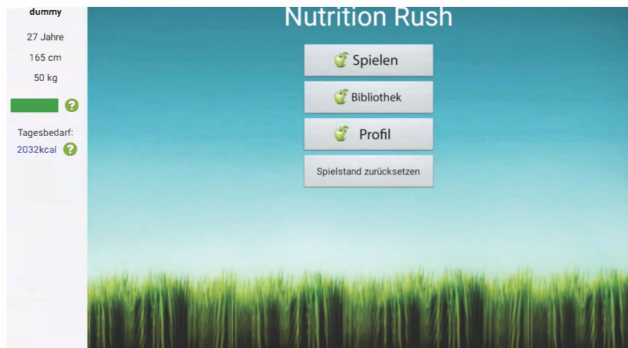 dummy
27 Jahre
165 cm
50 kg
?
Tagesbedarf:
2032kcal ?
Nutrition Rush
Spielen
Bibliothek
Profil
Spielstand zurücksetzen